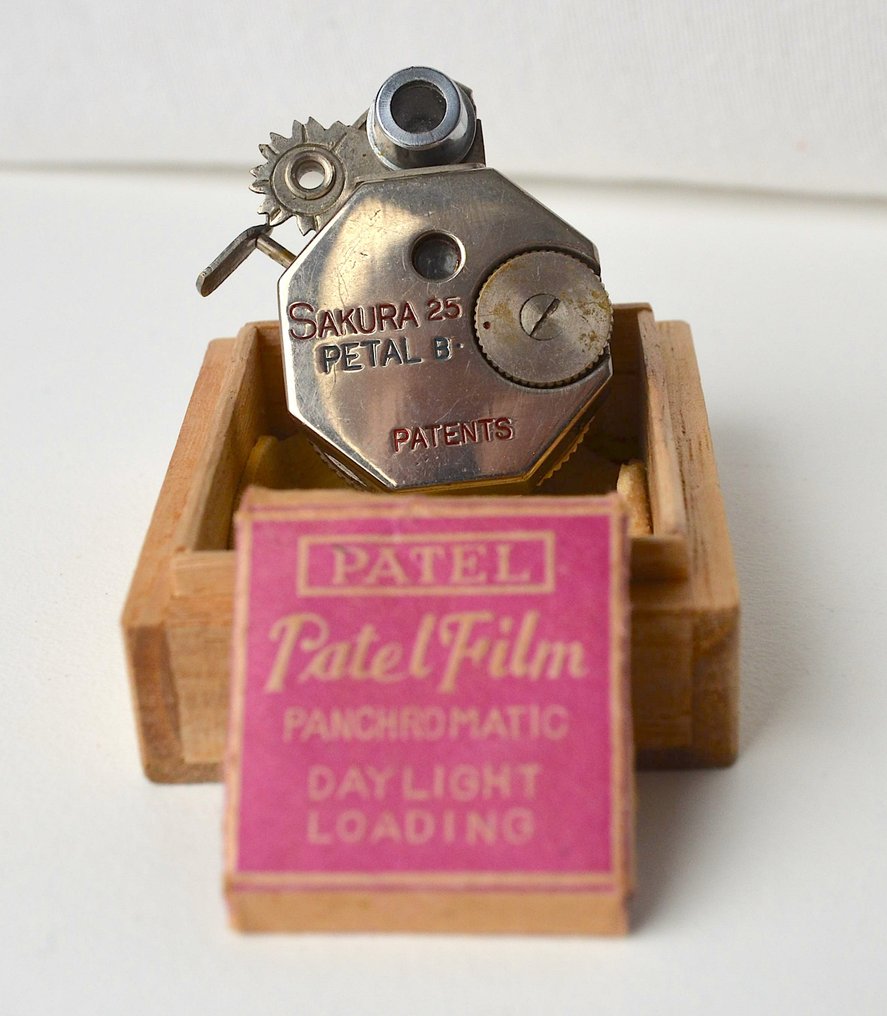 SAKURA 25
PETAL B.
PATENTS
PATEL
Patel Film
PANCHROMATIC
DAYLIGHT
LOADING